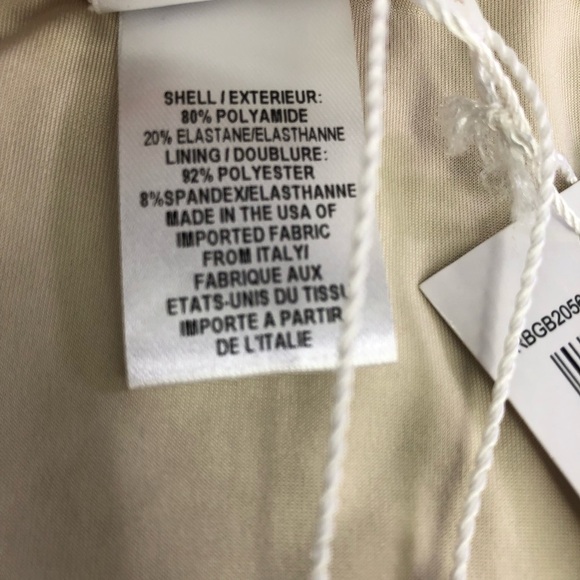 SHELL / EXTERIEUR:
80% POLYAMIDE
20% ELASTANE/ELASTHANNE
LINING / DOUBLURE:
92% POLYESTER
8%SPANDEX/ELASTHANNE
MADE IN THE USA OF
IMPORTED FABRIC
FROM ITALY/
FABRIQUE AUX
ETATS-UNIS DU TISSU
IMPORTE A PARTIR
DE L'ITALIE